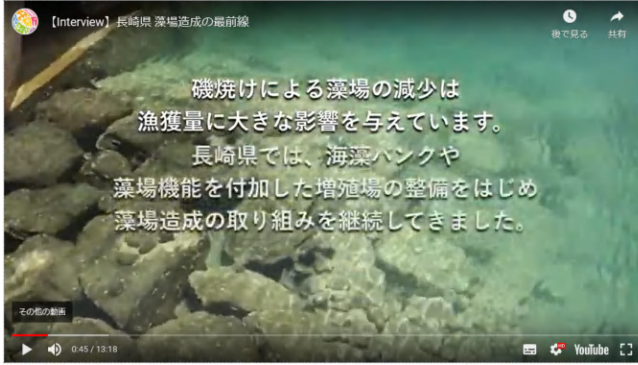 【Interview】長崎県 藻場造成の最前線
後で見る
共有
磯焼けによる藻場の減少は
漁獲量に大きな影響を与えています。
長崎県では、海藻バンクや
藻場機能を付加した増殖場の整備をはじめ
藻場造成の取り組みを継続してきました。
その他の動画
0:45 / 13:18
HD
YouTube